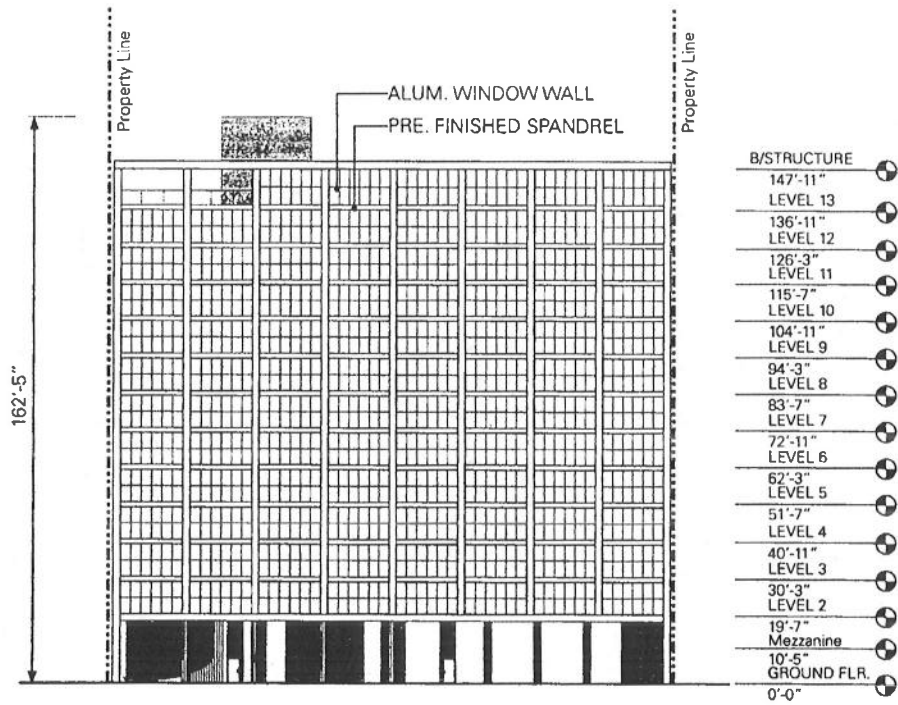 Property Line
Property Line
ALUM. WINDOW WALL
PRE. FINISHED SPANDREL
162'-5"
B/STRUCTURE
147'-11"
LEVEL 13
136'-11"
LEVEL 12
126'-3"
LEVEL 11
115'-7"
LEVEL 10
104'-11"
LEVEL 9
94'-3"
LEVEL 8
83'-7"
LEVEL 7
72'-11"
LEVEL 6
62'-3"
LEVEL 5
51'-7"
LEVEL 4
40'-11"
LEVEL 3
30'-3"
LEVEL 2
19'-7"
Mezzanine
10'-5"
GROUND FLR.
0'-0"